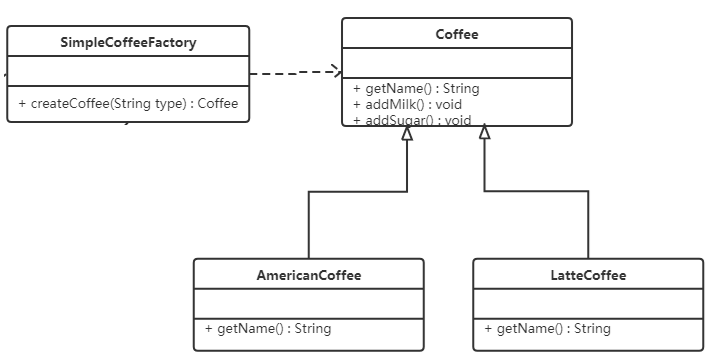 SimpleCoffeeFactory
+ createCoffee(String type) : Coffee
Coffee
+ getName() : String
+ addMilk() : void
+ addSugar() : void
AmericanCoffee
+ getName() : String
LatteCoffee
+ getName() : String